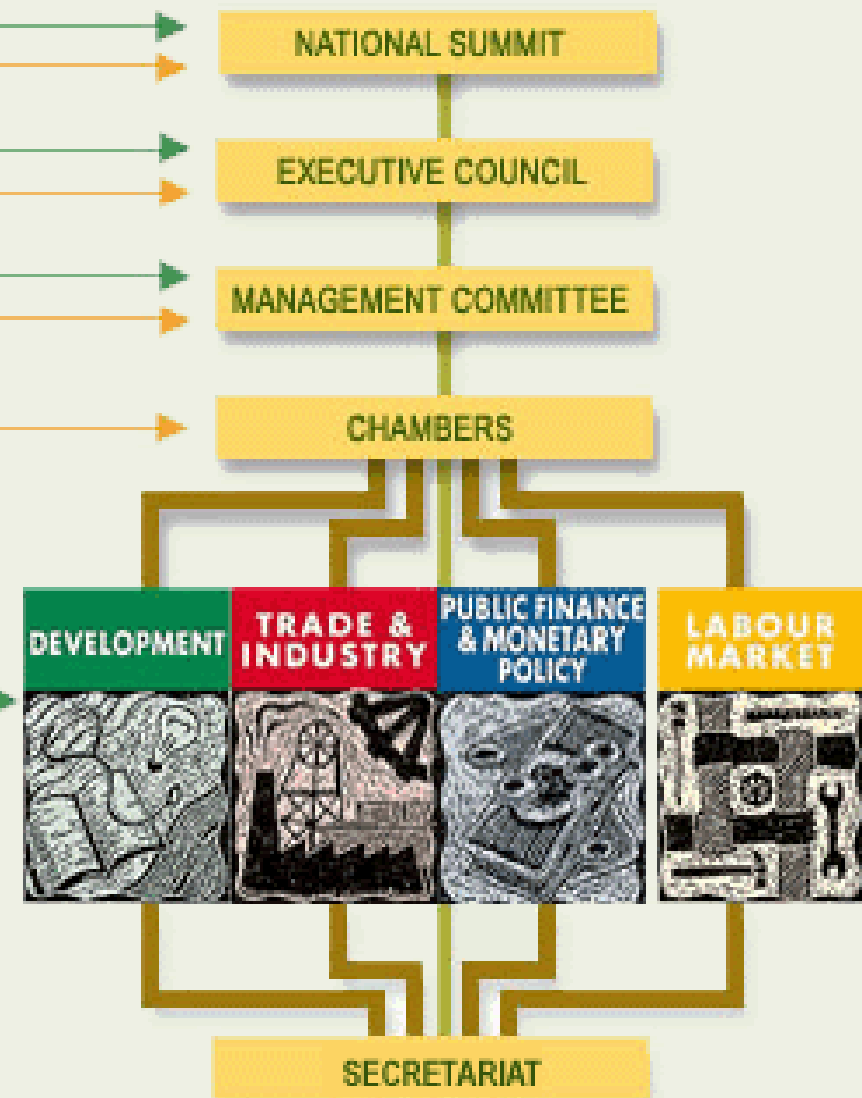 NATIONAL SUMMIT
EXECUTIVE COUNCIL
MANAGEMENT COMMITTEE
CHAMBERS
DEVELOPMENT
TRADE &
INDUSTRY
PUBLIC FINANCE
& MONETARY
POLICY
LABOUR
MARKET
SECRETARIAT